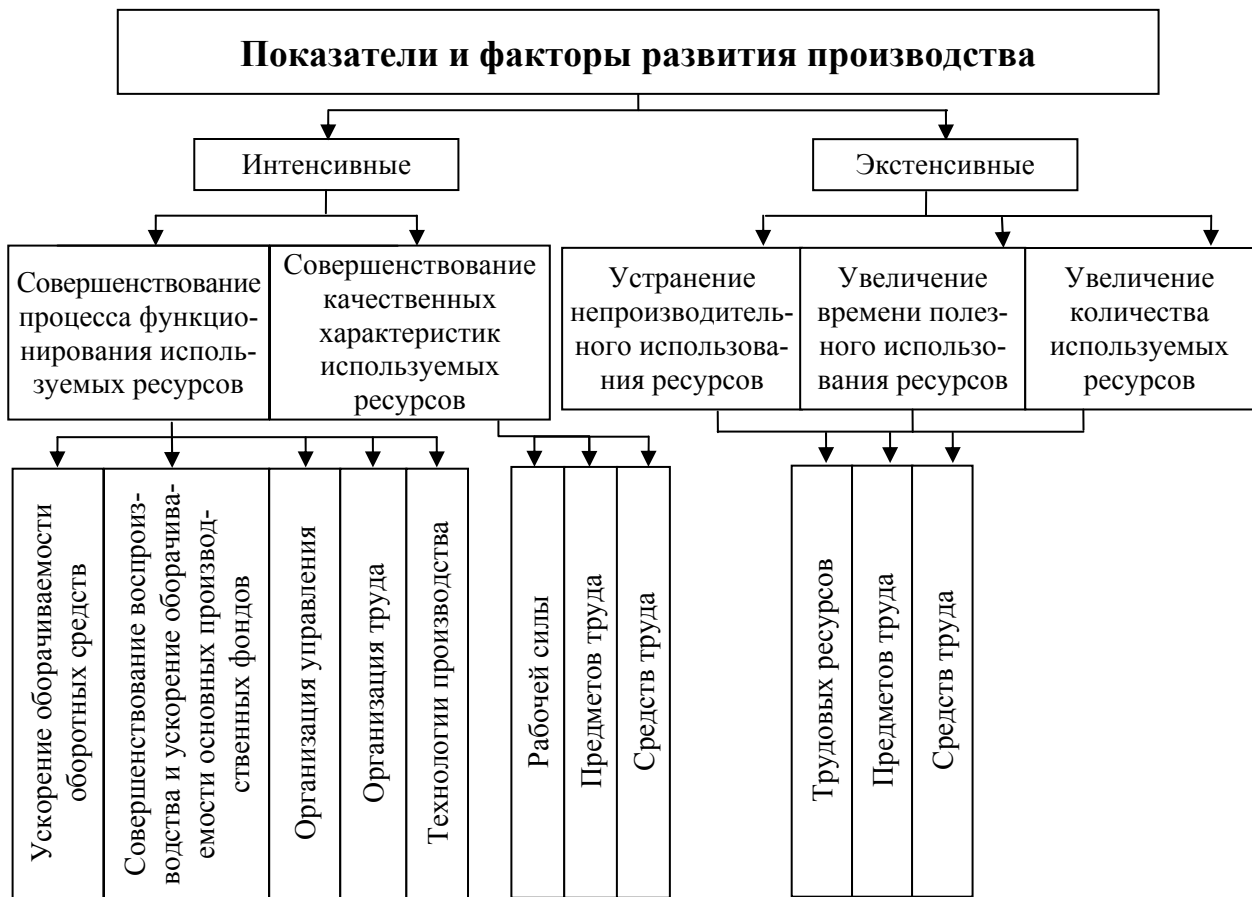 Показатели и факторы развития производства
Интенсивные
Экстенсивные
Совершенствование
процесса функцио-
нирования исполь-
зуемых ресурсов
Совершенствование
качественных
характеристик
используемых
ресурсов
Устранение
непроизводитель-
ного использова-
ния ресурсов
Увеличение
времени полез-
ного использо-
вания ресурсов
Увеличение
количества
используемых
ресурсов
Ускорение оборачиваемости
оборотных средств
Совершенствование воспроиз-
водства и ускорение оборачива-
емости основных производ-
ственных фондов
Организация управления
Организация труда
Технологии производства
Рабочей силы
Предметов труда
Средств труда
Трудовых ресурсов
Предметов труда
Средств труда